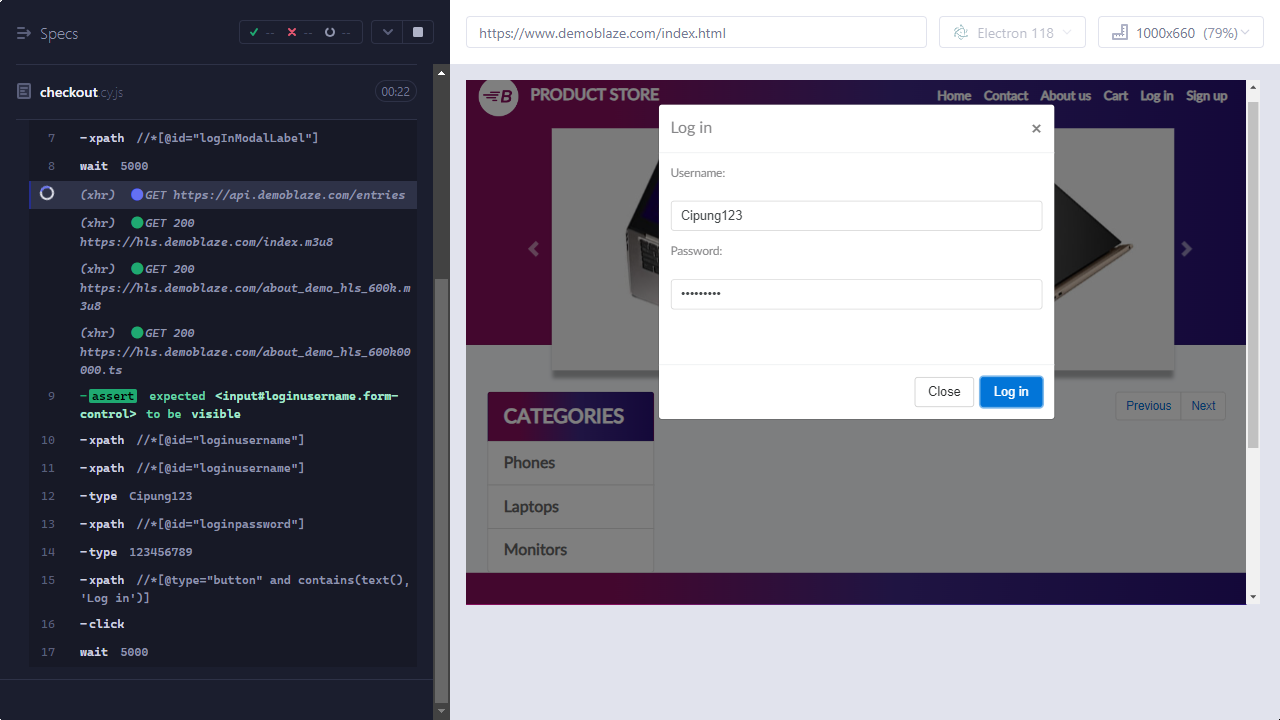 Specs
-- -- --
checkout.cy.js
00:22
7 -xpath //*[@id="logInModalLabel"]
8 wait 5000
(xhr) GET https://api.demoblaze.com/entries
(xhr) GET 200
https://hls.demoblaze.com/index.m3u8
(xhr) GET 200
https://hls.demoblaze.com/about_demo_hls_600k.m
3u8
(xhr) GET 200
https://hls.demoblaze.com/about_demo_hls_600k00
000.ts
9 -assert expected <input#loginusername.form-
control> to be visible
10 -xpath //*[@id="loginusername"]
11 -xpath //*[@id="loginusername"]
12 -type Cipung123
13 -xpath //*[@id="loginpassword"]
14 -type 123456789
15 -xpath //*[@type="button" and contains(text(),
'Log in')]
16 -click
17 wait 5000
https://www.demoblaze.com/index.html
Electron 118
1000x660 (79%)
B PRODUCT STORE
Home Contact About us Cart Log in Sign up
Log in
×
Username:
Cipung123
Password:
•••••••••
Close Log in
CATEGORIES
Phones
Laptops
Monitors
Previous Next